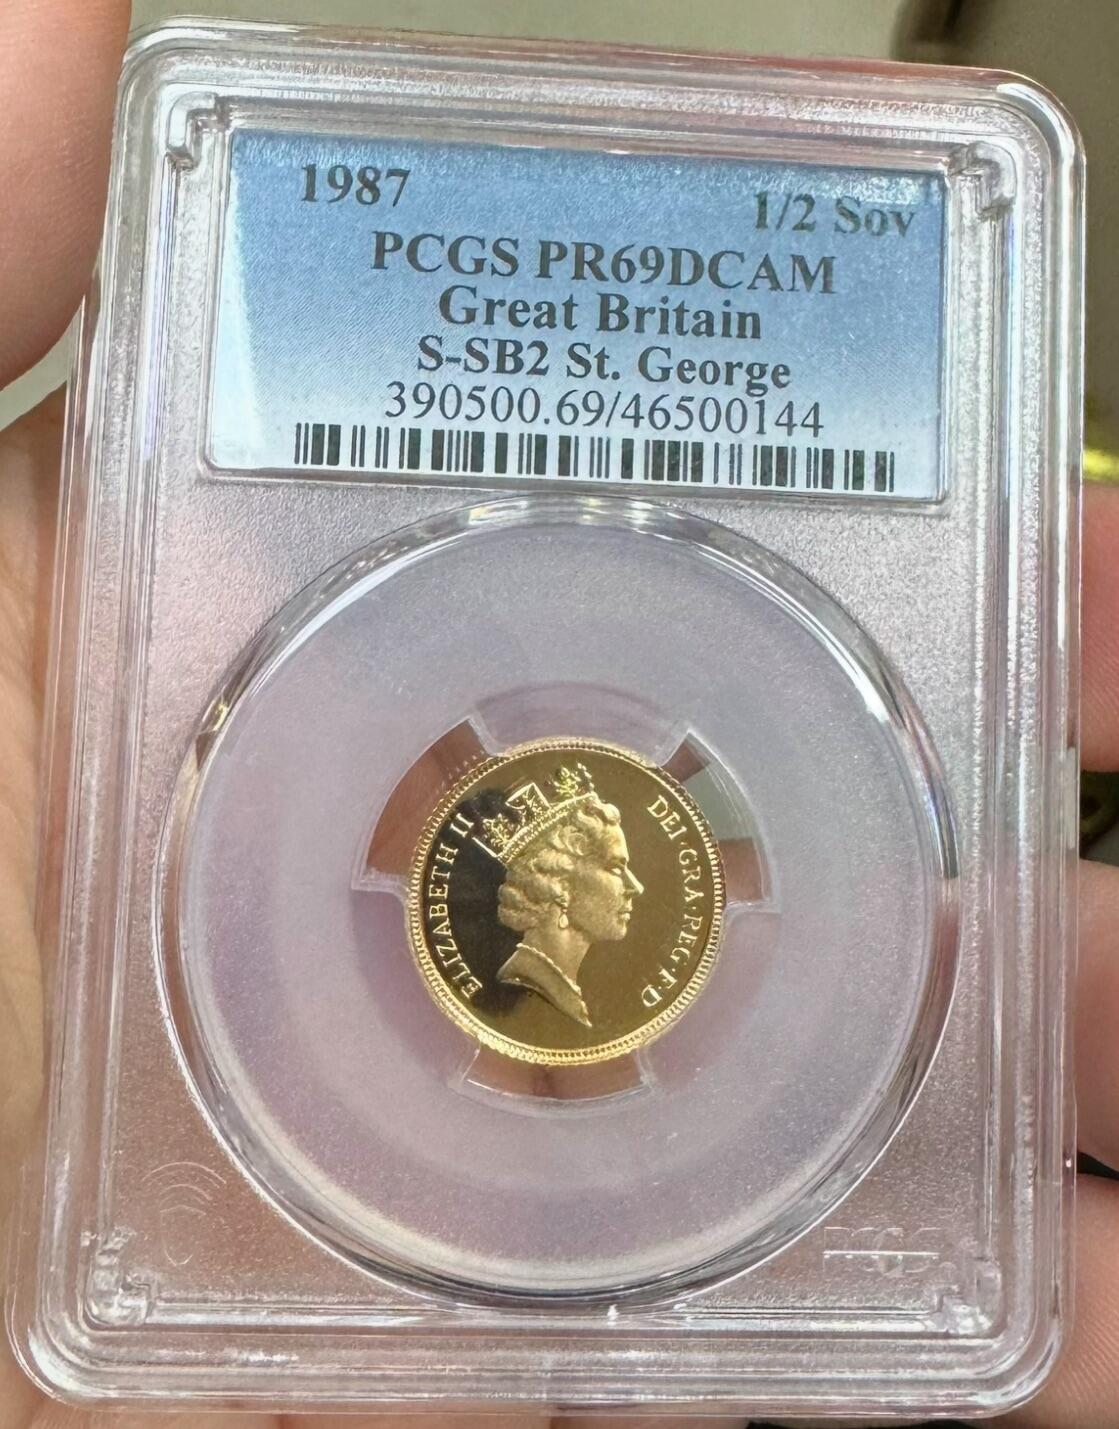 1987 1/2 Sov
PCGS PR69DCAM
Great Britain
S-SB2 St. George
390500.69/46500144
ELIZABETH II
DEI·GRA·REG·F·D
PCGS